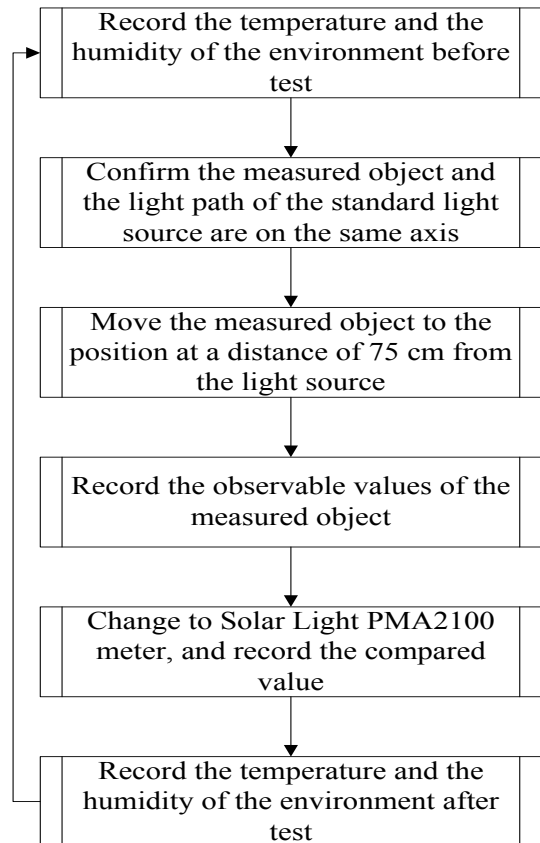 Record the temperature and
the humidity of the environment before
test
Confirm the measured object and
the light path of the standard light
source are on the same axis
Move the measured object to the
position at a distance of 75 cm from
the light source
Record the observable values of the
measured object
Change to Solar Light PMA2100
meter, and record the compared
value
Record the temperature and the
humidity of the environment after
test